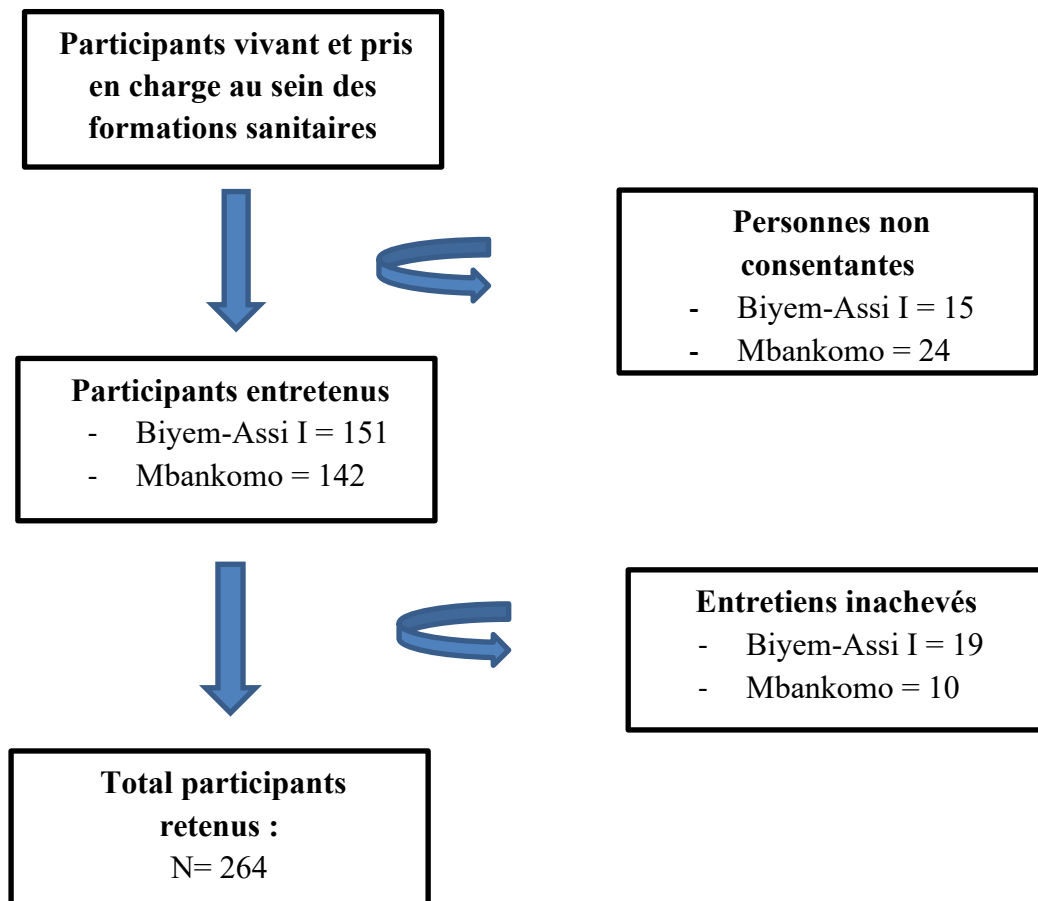 Participants vivant et pris
en charge au sein des
formations sanitaires
Personnes non
consentantes
- Biyem-Assi I = 15
- Mbankomo = 24
Participants entretenus
- Biyem-Assi I = 151
- Mbankomo = 142
Entretiens inachevés
- Biyem-Assi I = 19
- Mbankomo = 10
Total participants
retenus :
N= 264